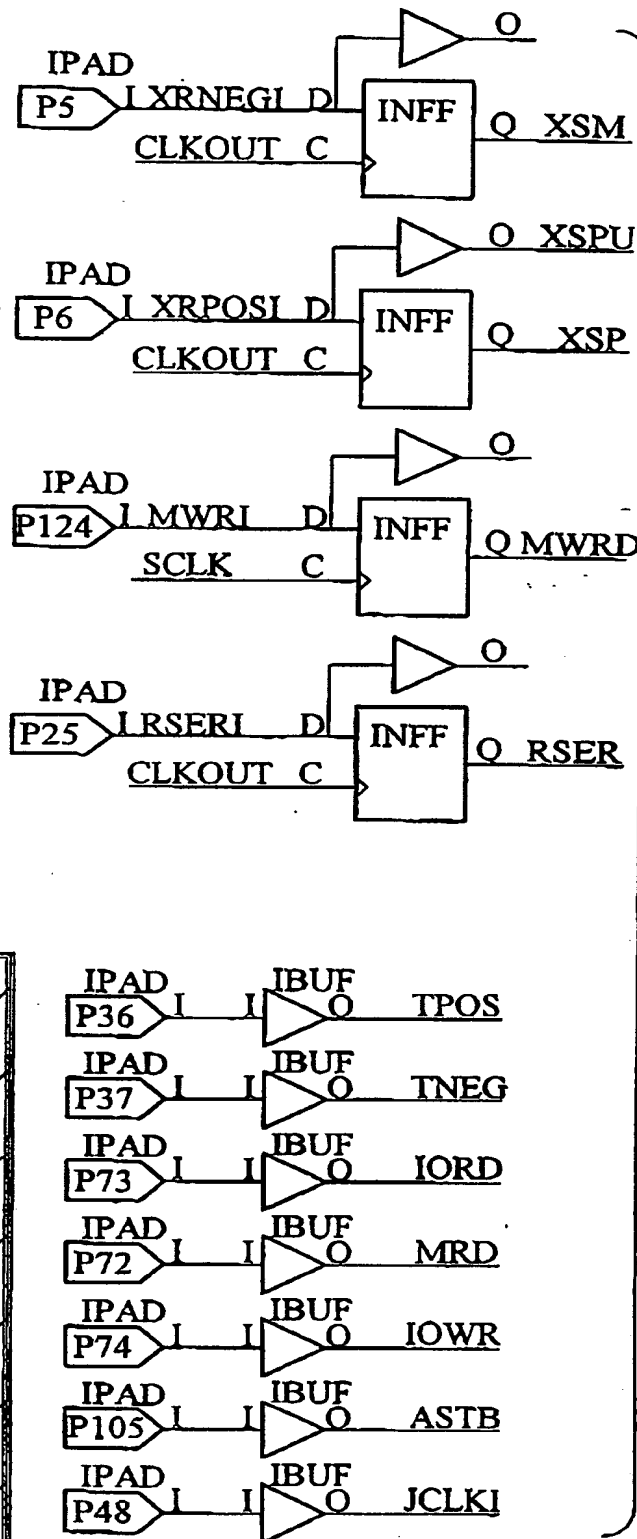 O
IPAD
P5 I XRNEGI D INFF Q XSM
CLKOUT C
O XSPU
IPAD
P6 I XRPOSI D INFF Q XSP
CLKOUT C
O
IPAD
P124 I MWRI D INFF Q MWRD
SCLK C
O
IPAD
P25 I RSERI D INFF Q RSER
CLKOUT C
IPAD IBUF
P36 I I O TPOS
IPAD IBUF
P37 I I O TNEG
IPAD IBUF
P73 I I O IORD
IPAD IBUF
P72 I I O MRD
IPAD IBUF
P74 I I O IOWR
IPAD IBUF
P105 I I O ASTB
IPAD IBUF
P48 I I O JCLKI